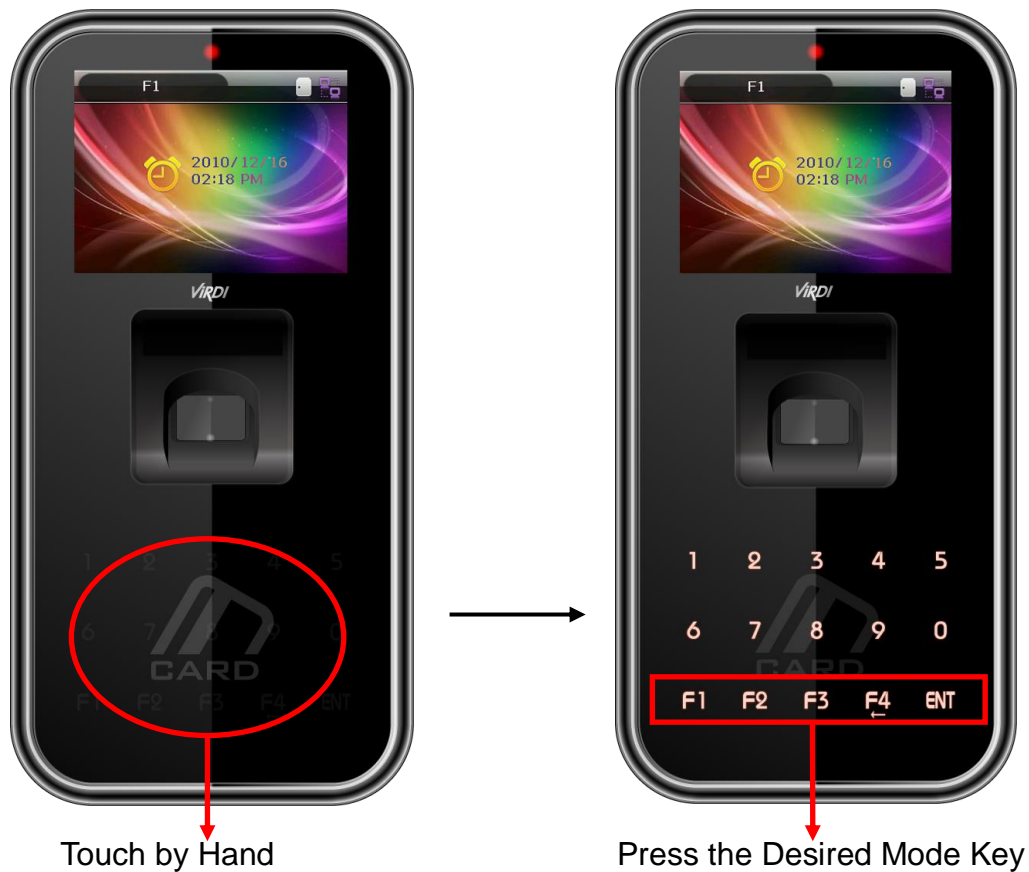 F1
2010/12/16
02:18 PM
ViRDI
1 2 3 4 5
6 7 8 9 0
CARD
F1 F2 F3 F4 ENT
Touch by Hand
F1
2010/12/16
02:18 PM
ViRDI
1 2 3 4 5
6 7 8 9 0
CARD
F1 F2 F3 F4 ENT
←
Press the Desired Mode Key